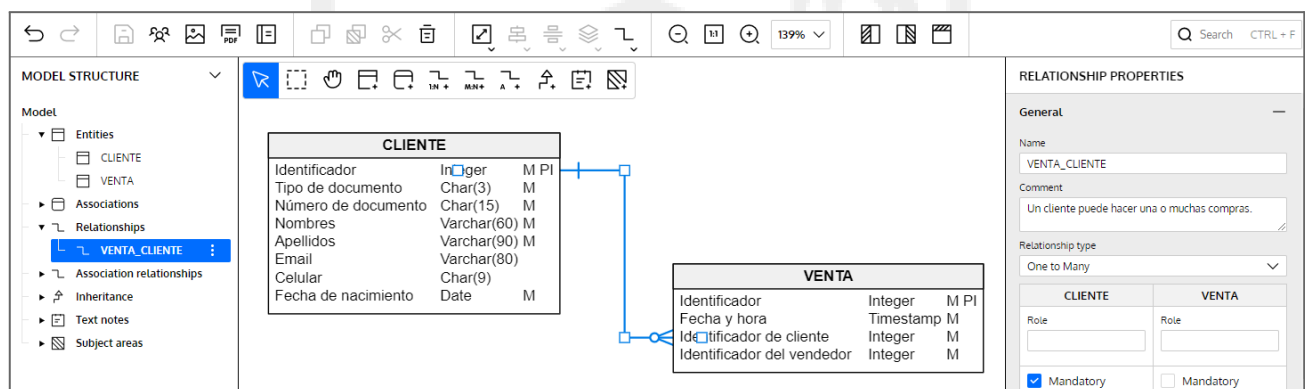 PDF
1:1
139%
Search CTRL + F
MODEL STRUCTURE
Model
Entities
CLIENTE
VENTA
Associations
Relationships
VENTA_CLIENTE
Association relationships
Inheritance
Text notes
Subject areas
1:N
M:N
A
CLIENTE
Identificador Integer M PI
Tipo de documento Char(3) M
Número de documento Char(15) M
Nombres Varchar(60) M
Apellidos Varchar(90) M
Email Varchar(80)
Celular Char(9)
Fecha de nacimiento Date M
VENTA
Identificador Integer M PI
Fecha y hora Timestamp M
Identificador de cliente Integer M
Identificador del vendedor Integer M
RELATIONSHIP PROPERTIES
General
Name
VENTA_CLIENTE
Comment
Un cliente puede hacer una o muchas compras.
Relationship type
One to Many
CLIENTE VENTA
Role Role
Mandatory Mandatory